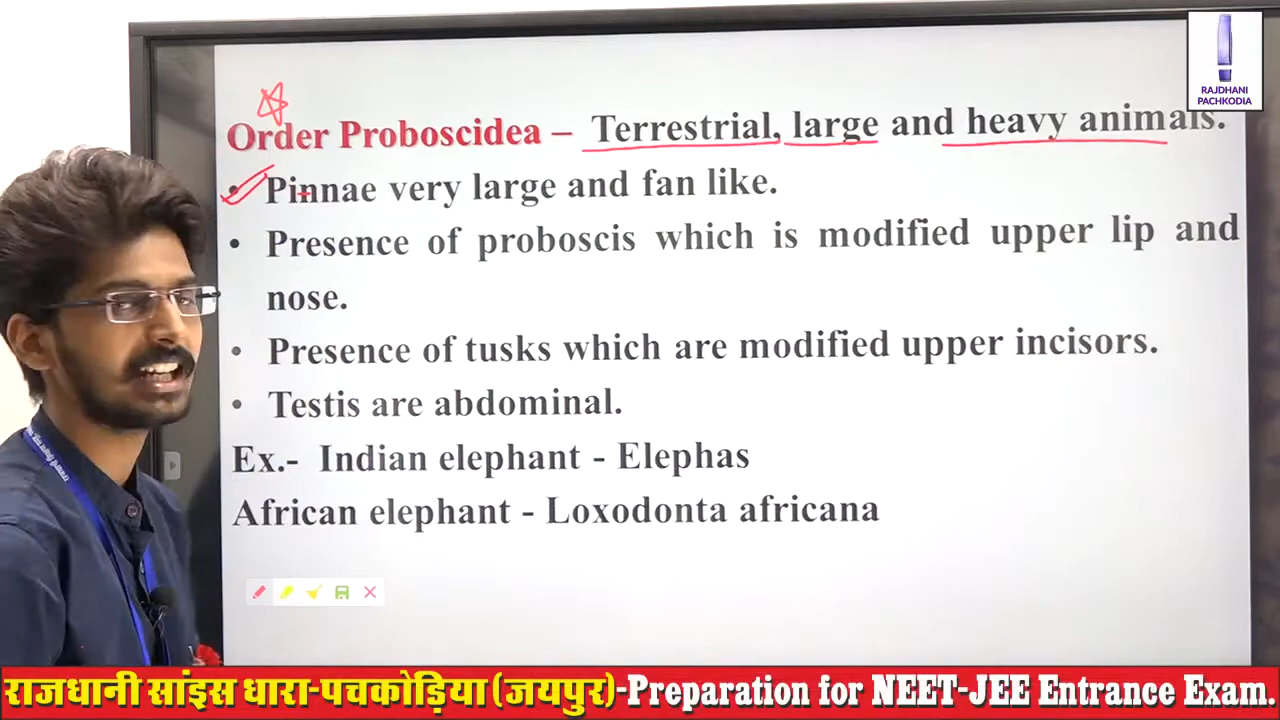 RAJDHANI
PACHKODIA
Order Proboscidea – Terrestrial, large and heavy animals.
• Pinnae very large and fan like.
• Presence of proboscis which is modified upper lip and
nose.
• Presence of tusks which are modified upper incisors.
• Testis are abdominal.
Ex.- Indian elephant - Elephas
African elephant - Loxodonta africana
राजधानी सांइस धारा-पचकोड़िया (जयपुर)-Preparation for NEET-JEE Entrance Exam.